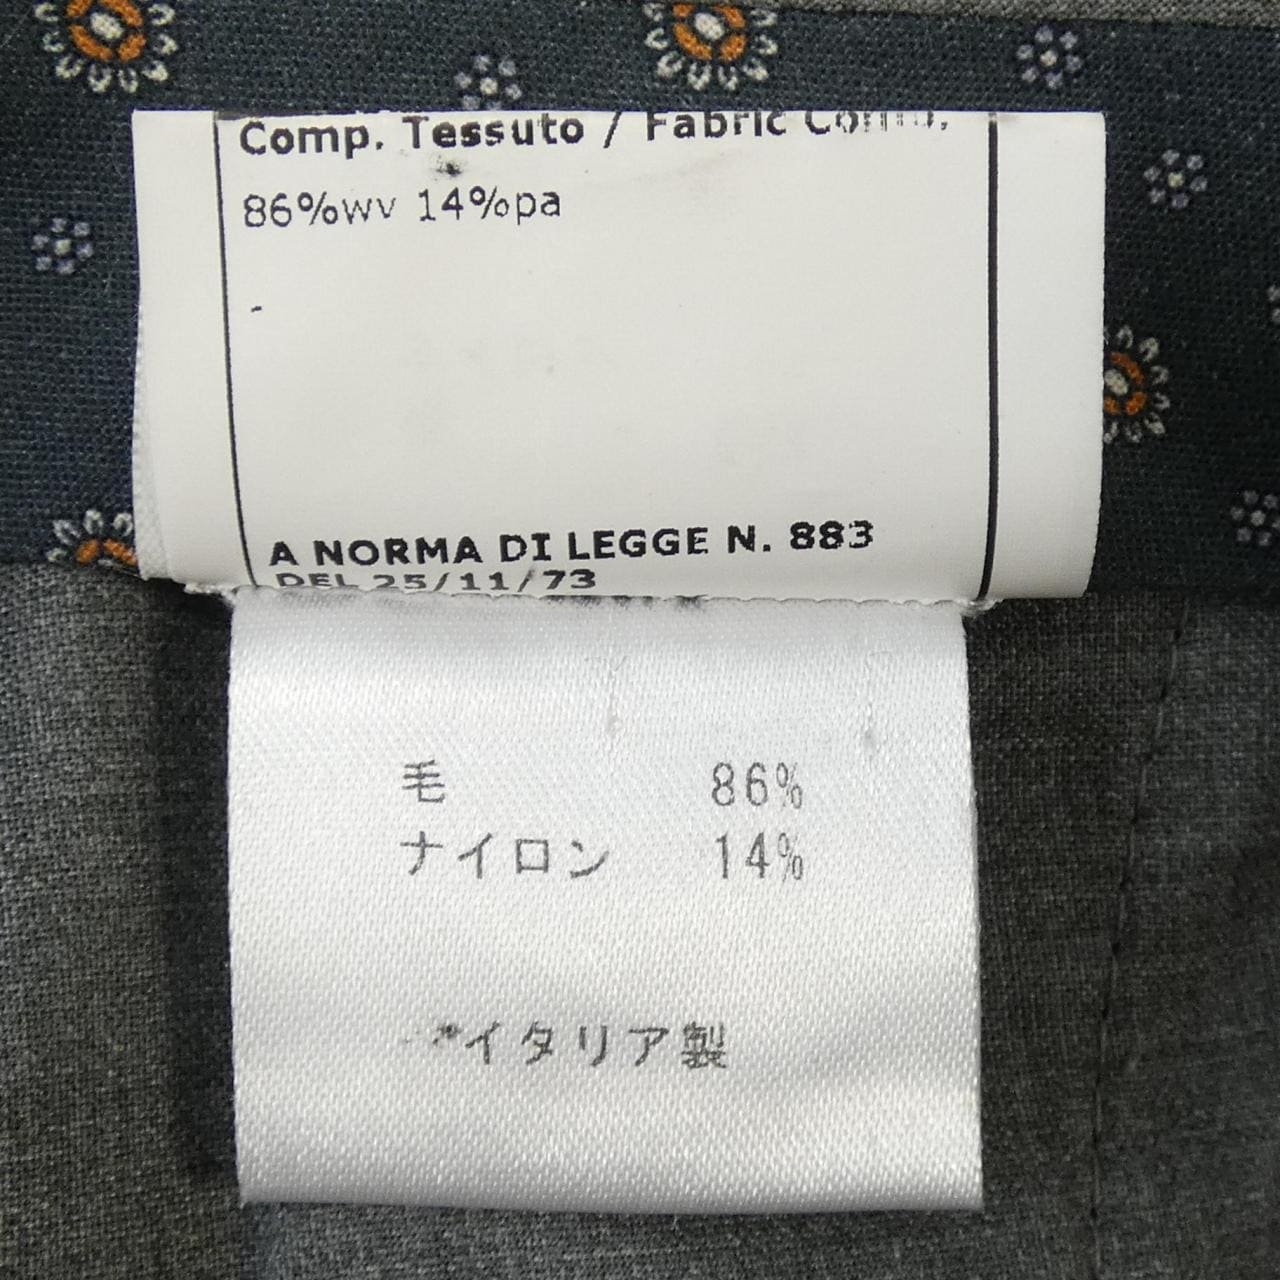 Comp. Tessuto / Fabric Comp.
86%wv 14%pa
-
A NORMA DI LEGGE N. 883
DEL 25/11/73
毛 86%
ナイロン 14%
*イタリア製